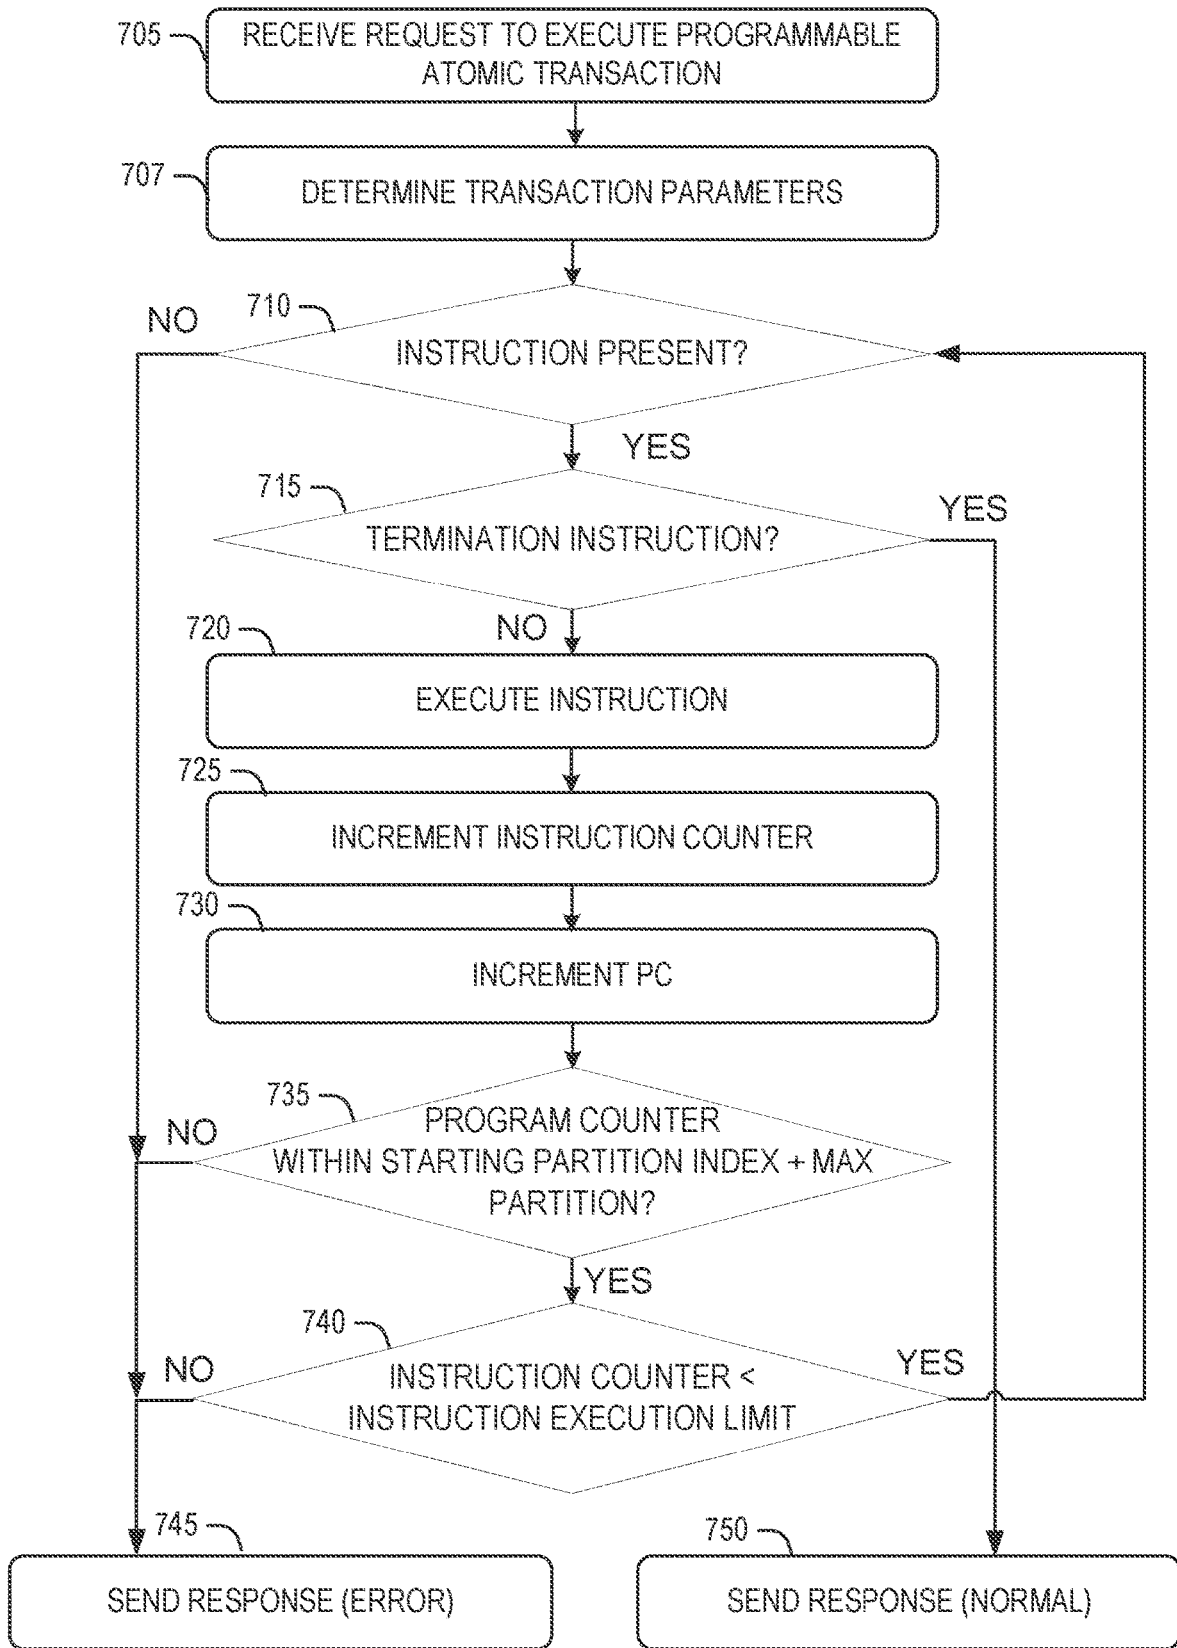 705
RECEIVE REQUEST TO EXECUTE PROGRAMMABLE
ATOMIC TRANSACTION
707
DETERMINE TRANSACTION PARAMETERS
710
NO
INSTRUCTION PRESENT?
YES
715
YES
TERMINATION INSTRUCTION?
NO
720
EXECUTE INSTRUCTION
725
INCREMENT INSTRUCTION COUNTER
730
INCREMENT PC
735
NO
PROGRAM COUNTER
WITHIN STARTING PARTITION INDEX + MAX
PARTITION?
YES
740
NO
YES
INSTRUCTION COUNTER <
INSTRUCTION EXECUTION LIMIT
745
SEND RESPONSE (ERROR)
750
SEND RESPONSE (NORMAL)